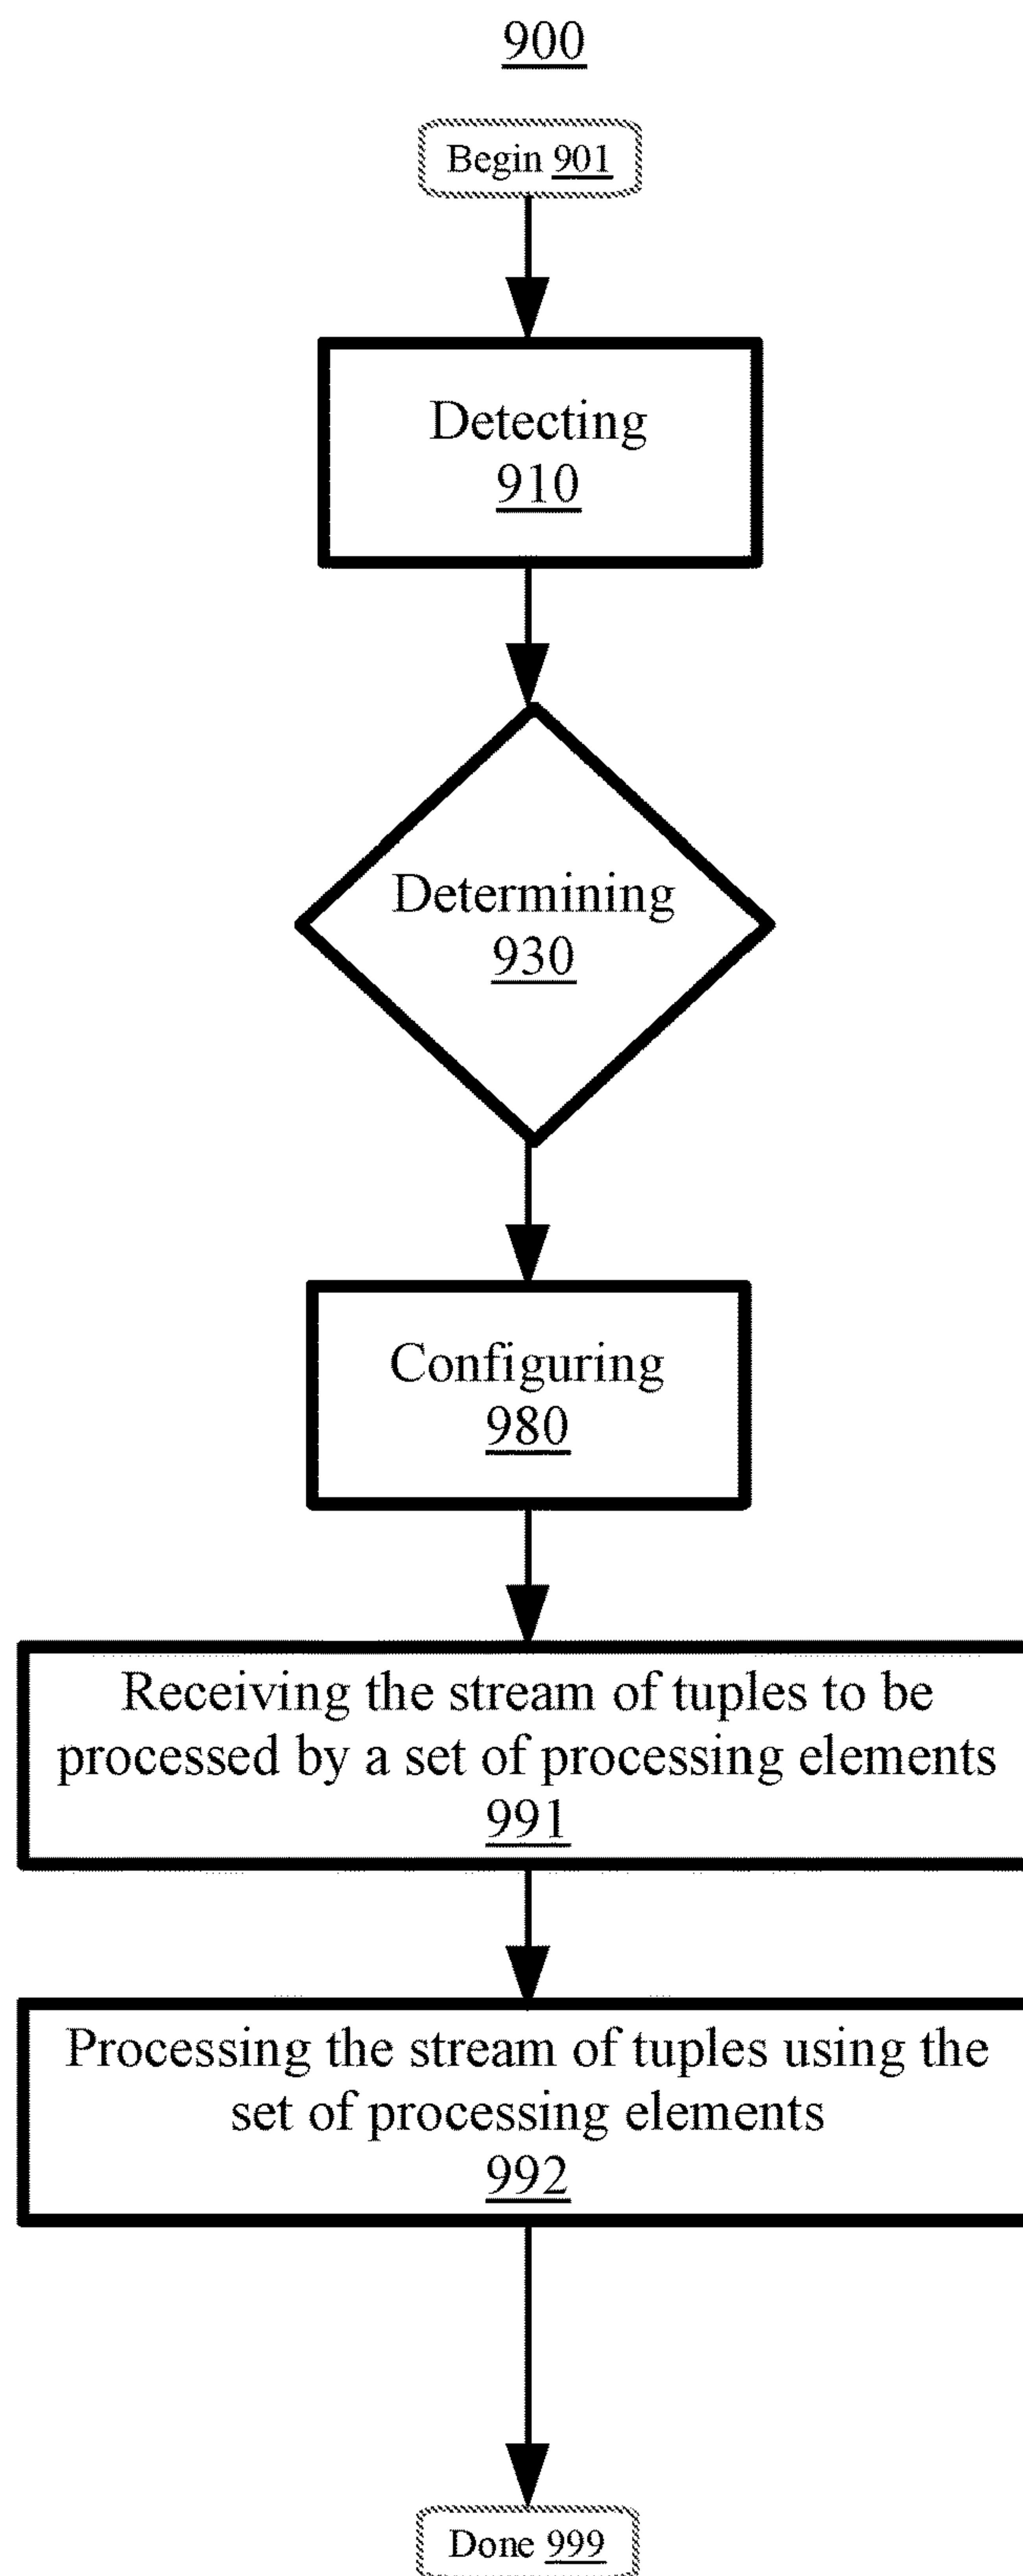 900
Begin 901
Detecting
910
Determining
930
Configuring
980
Receiving the stream of tuples to be
processed by a set of processing elements
991
Processing the stream of tuples using the
set of processing elements
992
Done 999